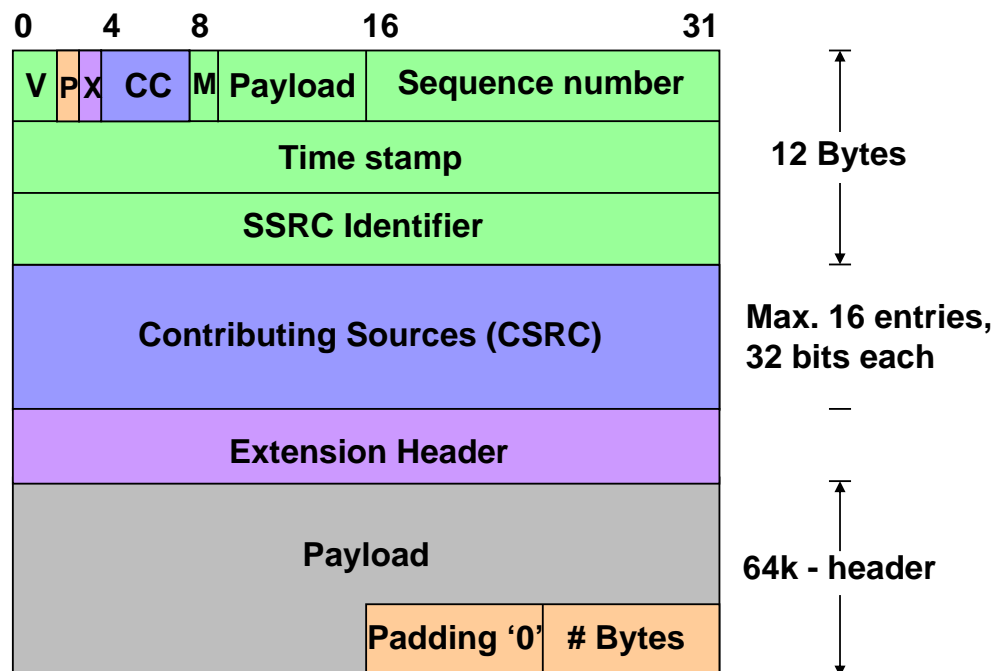 0 4 8 16 31
V P X CC M Payload Sequence number
Time stamp
12 Bytes
SSRC Identifier
Contributing Sources (CSRC)
Max. 16 entries,
32 bits each
Extension Header
Payload
64k - header
Padding ‘0’ # Bytes